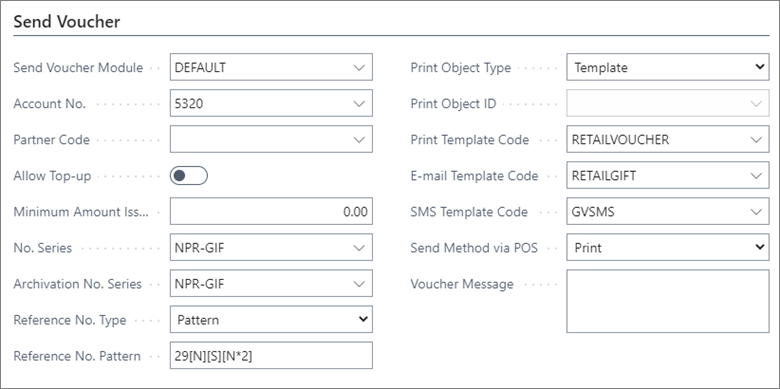 Send Voucher
Send Voucher Module DEFAULT
Account No. 5320
Partner Code
Allow Top-up
Minimum Amount Iss... 0.00
No. Series NPR-GIF
Archivation No. Series NPR-GIF
Reference No. Type Pattern
Reference No. Pattern 29[N][S][N*2]
Print Object Type Template
Print Object ID
Print Template Code RETAILVOUCHER
E-mail Template Code RETAILGIFT
SMS Template Code GVSMS
Send Method via POS Print
Voucher Message